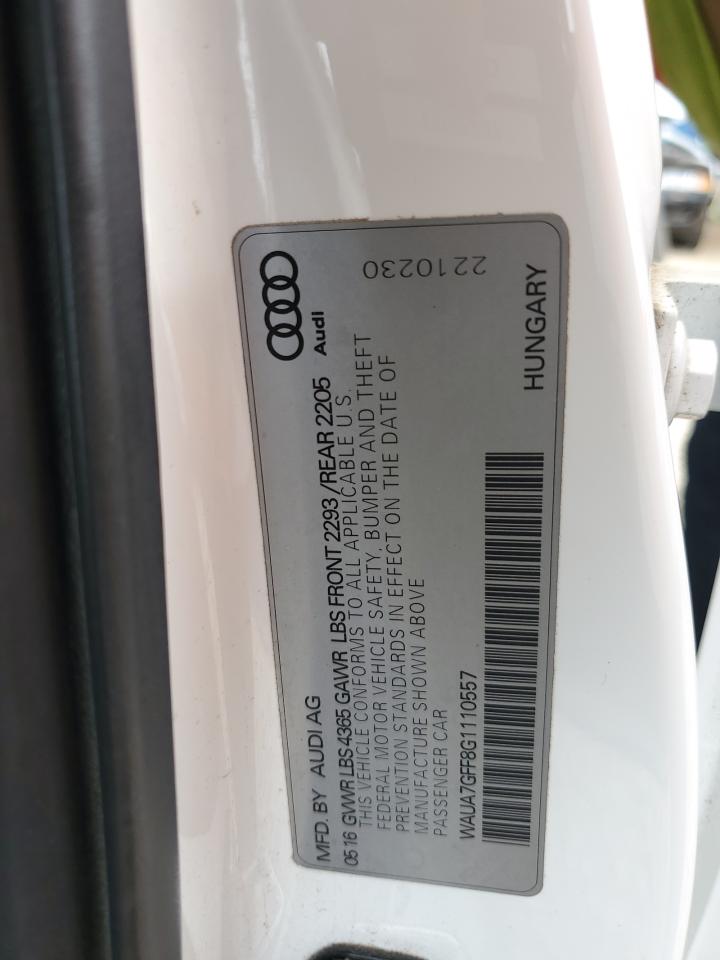 MFD. BY AUDI AG
Audi
05 16 GVWR LBS 4365 GAWR LBS FRONT 2293 /REAR 2205
THIS VEHICLE CONFORMS TO ALL APPLICABLE U.S.
FEDERAL MOTOR VEHICLE SAFETY, BUMPER AND THEFT
PREVENTION STANDARDS IN EFFECT ON THE DATE OF
MANUFACTURE SHOWN ABOVE
PASSENGER CAR
2210230
WAUA7GFF8G1110557
HUNGARY